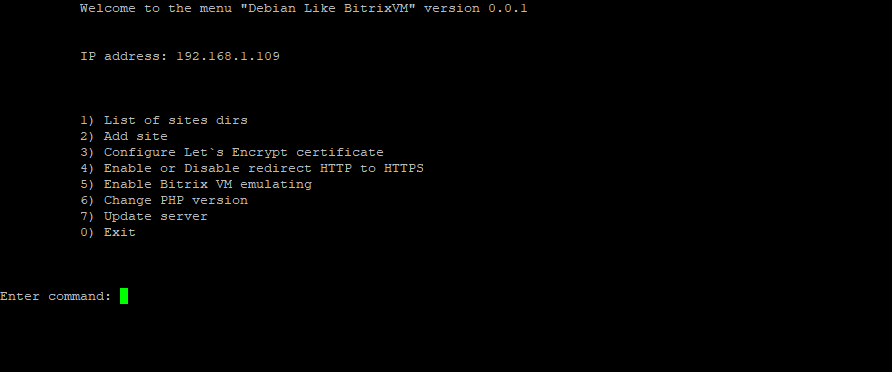 Welcome to the menu "Debian Like BitrixVM" version 0.0.1
IP address: 192.168.1.109
1) List of sites dirs
2) Add site
3) Configure Let`s Encrypt certificate
4) Enable or Disable redirect HTTP to HTTPS
5) Enable Bitrix VM emulating
6) Change PHP version
7) Update server
0) Exit
Enter command: